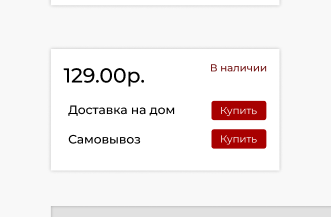 129.00р. В наличии
Доставка на дом Купить
Самовывоз Купить